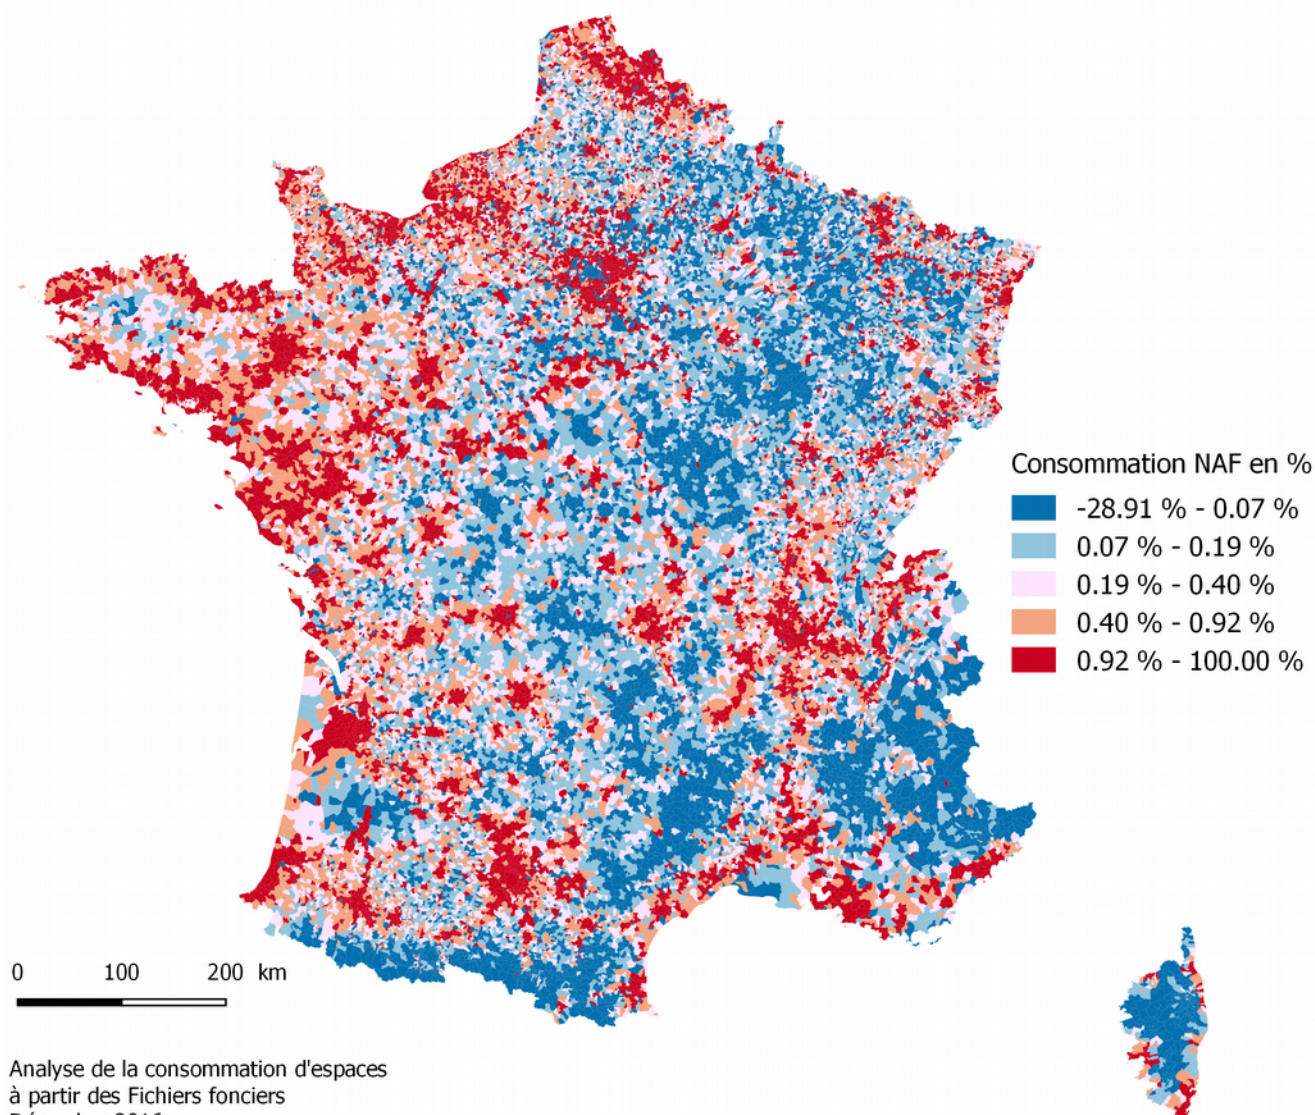 Consommation NAF en %
-28.91 % - 0.07 %
0.07 % - 0.19 %
0.19 % - 0.40 %
0.40 % - 0.92 %
0.92 % - 100.00 %
0 100 200 km
Analyse de la consommation d'espaces
à partir des Fichiers fonciers